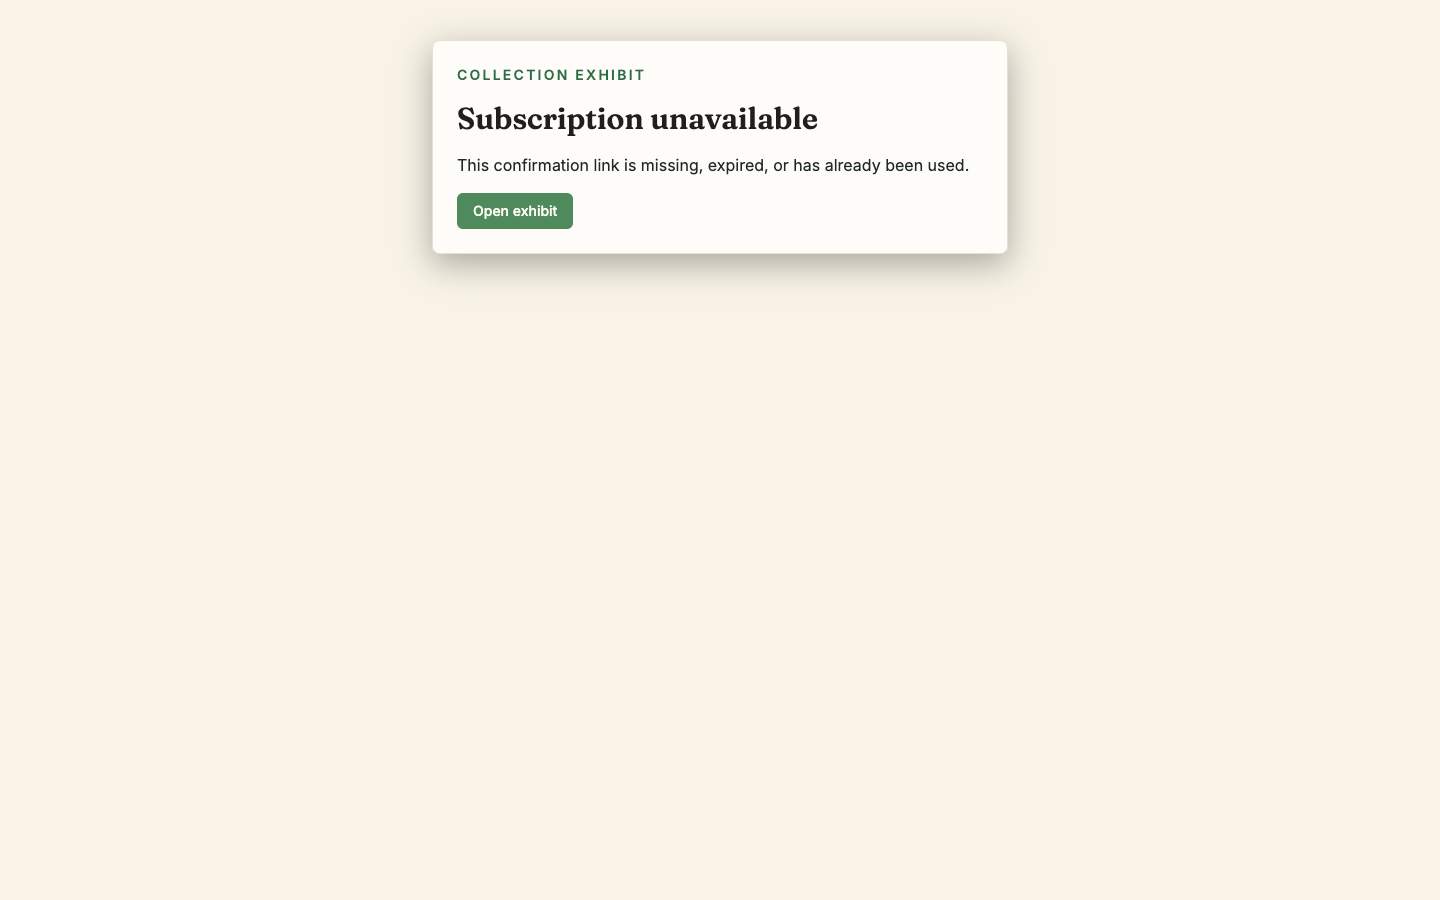 COLLECTION EXHIBIT
Subscription unavailable
This confirmation link is missing, expired, or has already been used.
Open exhibit